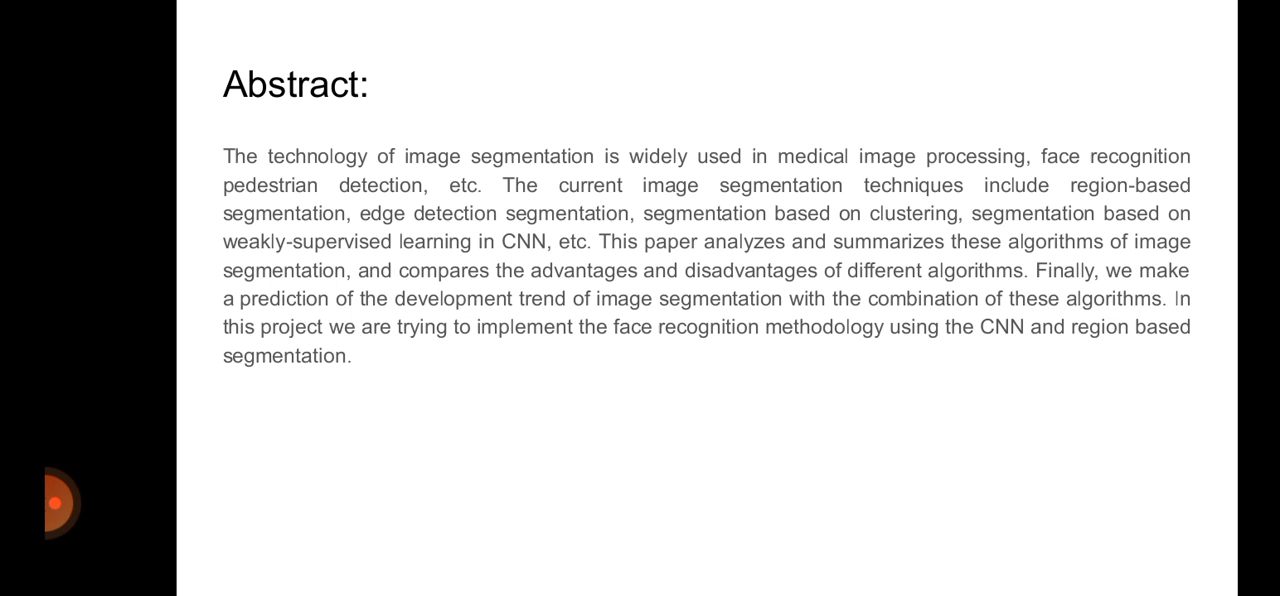 Abstract:
The technology of image segmentation is widely used in medical image processing, face recognition
pedestrian detection, etc. The current image segmentation techniques include region-based
segmentation, edge detection segmentation, segmentation based on clustering, segmentation based on
weakly-supervised learning in CNN, etc. This paper analyzes and summarizes these algorithms of image
segmentation, and compares the advantages and disadvantages of different algorithms. Finally, we make
a prediction of the development trend of image segmentation with the combination of these algorithms. In
this project we are trying to implement the face recognition methodology using the CNN and region based
segmentation.